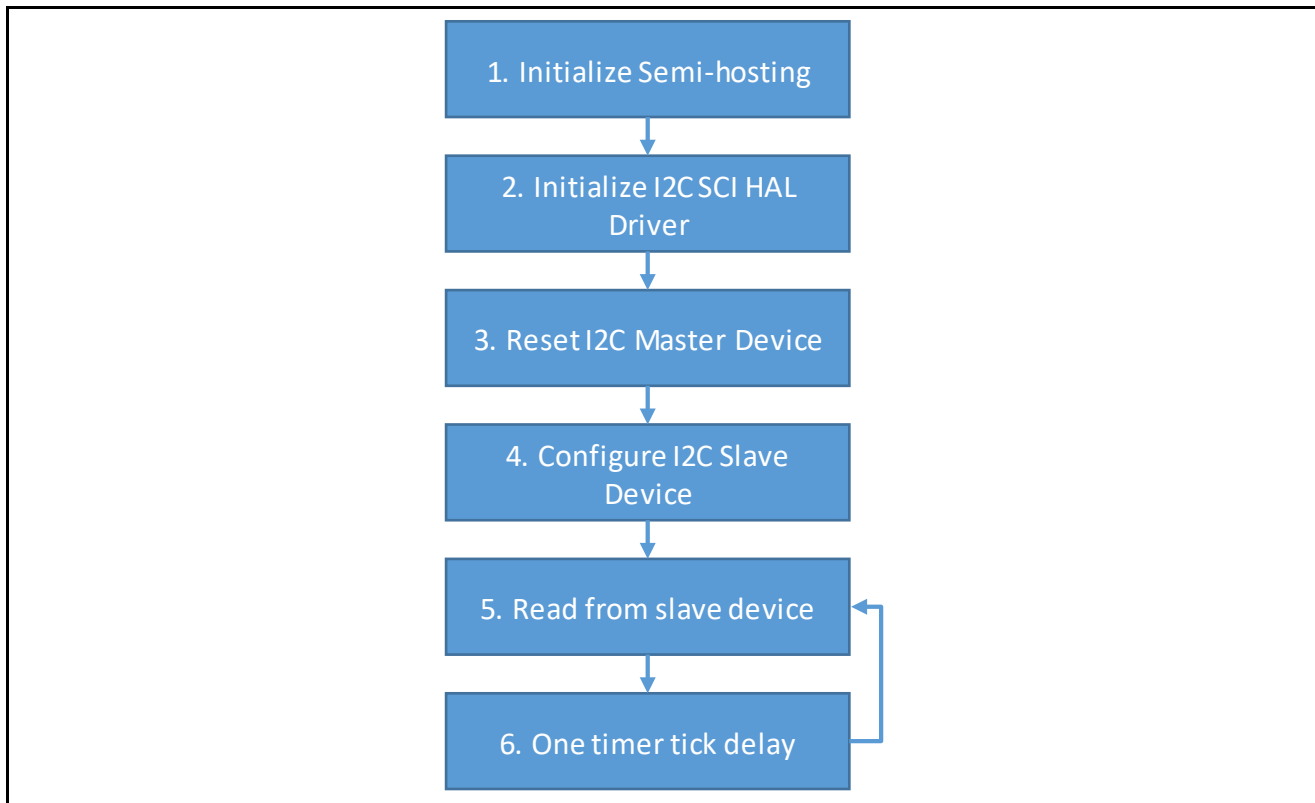 1. Initialize Semi-hosting
2. Initialize I2C SCI HAL
Driver
3. Reset I2C Master Device
4. Configure I2C Slave
Device
5. Read from slave device
6. One timer tick delay